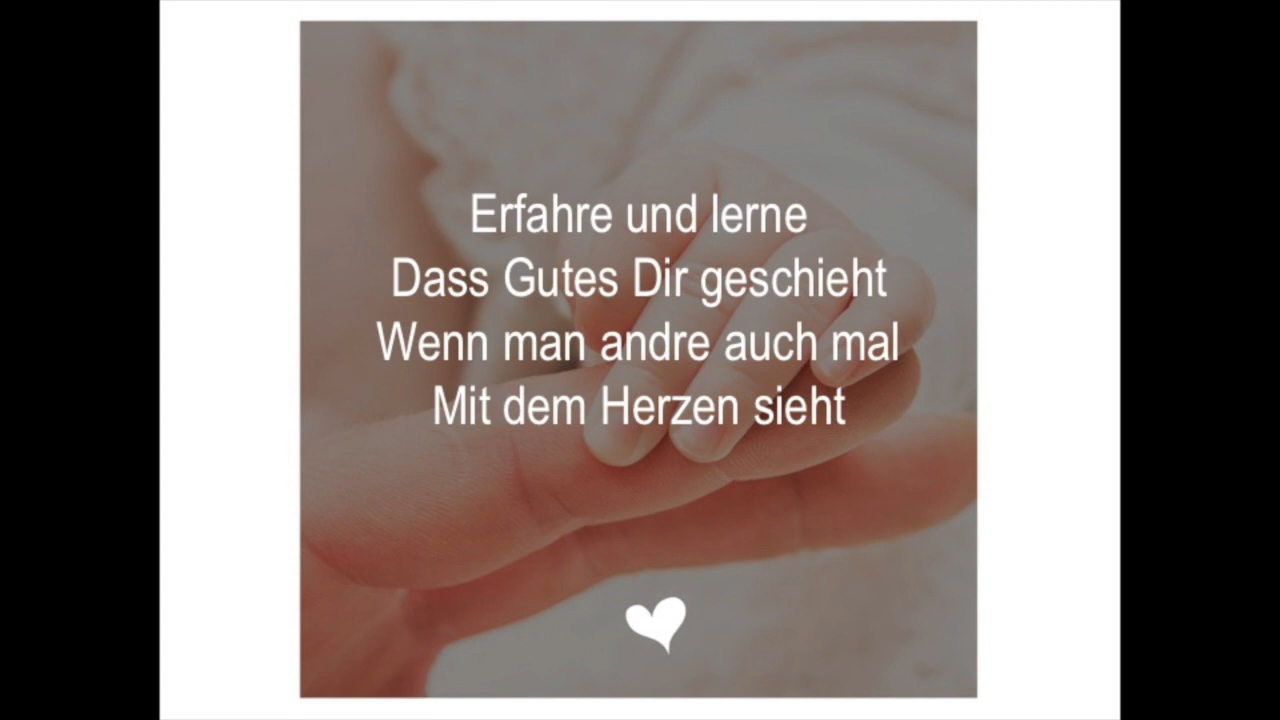 Erfahre und lerne
Dass Gutes Dir geschieht
Wenn man andre auch mal
Mit dem Herzen sieht